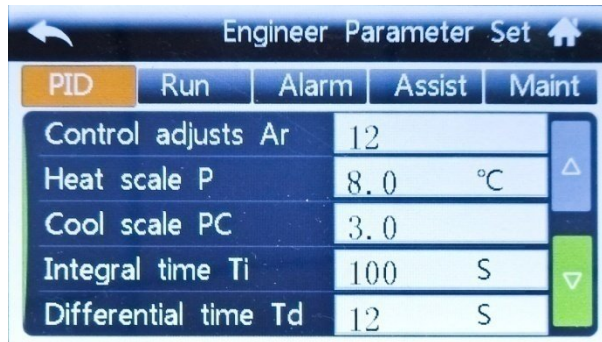 Engineer Parameter Set
PID Run Alarm Assist Maint
Control adjusts Ar 12
Heat scale P 8.0 °C
Cool scale PC 3.0
Integral time Ti 100 S
Differential time Td 12 S